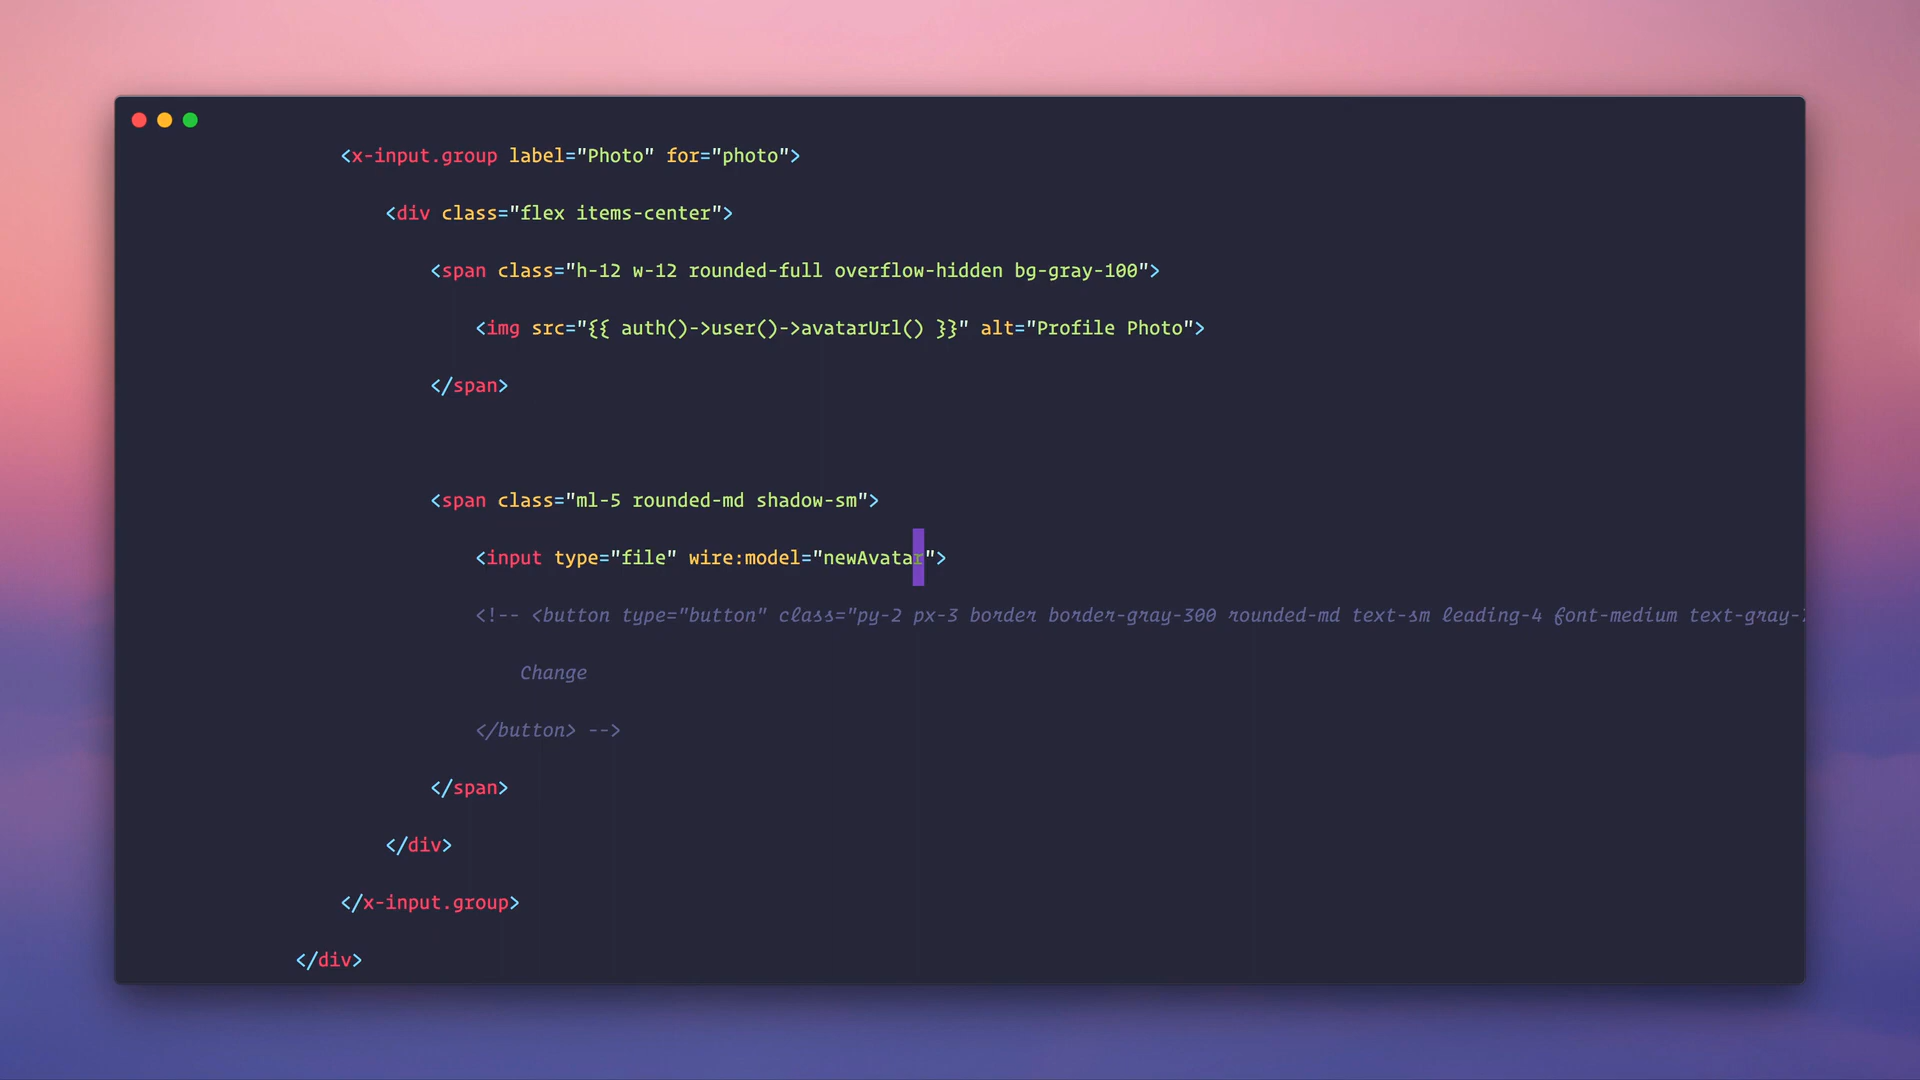 <x-input.group label="Photo" for="photo">
<div class="flex items-center">
<span class="h-12 w-12 rounded-full overflow-hidden bg-gray-100">
<img src="{{ auth()->user()->avatarUrl() }}" alt="Profile Photo">
</span>
<span class="ml-5 rounded-md shadow-sm">
<input type="file" wire:model="newAvatar">
<!-- <button type="button" class="py-2 px-3 border border-gray-300 rounded-md text-sm leading-4 font-medium text-gray-
Change
</button> -->
</span>
</div>
</x-input.group>
</div>